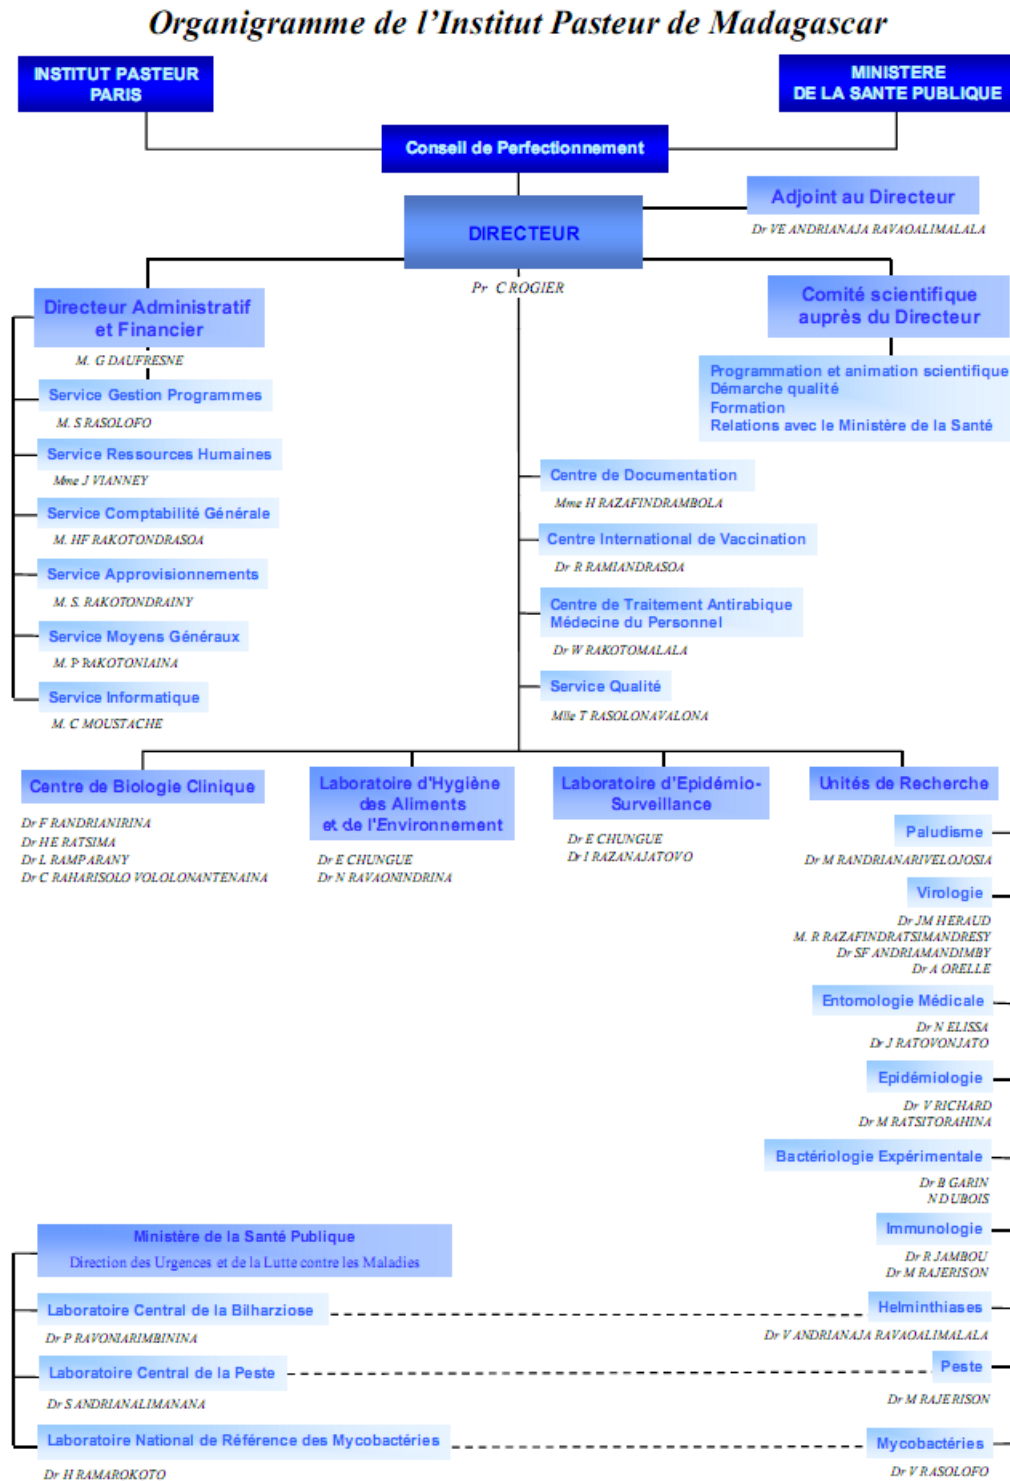 Organigramme de l'Institut Pasteur de Madagascar
INSTITUT PASTEUR
PARIS
MINISTERE
DE LA SANTE PUBLIQUE
Conseil de Perfectionnement
Adjoint au Directeur
Dr VE ANDRIANAJA RAVAOALIMALALA
DIRECTEUR
Pr C ROGIER
Directeur Administratif
et Financier
M. G DAUFRESNE
Comité scientifique
auprès du Directeur
Programmation et animation scientifique
Démarche qualité
Formation
Relations avec le Ministère de la Santé
Service Gestion Programmes
M. S RASOLOFO
Service Ressources Humaines
Mme J VIANNEY
Service Comptabilité Générale
M. HF RAKOTONDRASOA
Service Approvisionnements
M. S. RAKOTONDRAINY
Service Moyens Généraux
M. P RAKOTONIAINA
Service Informatique
M. C MOUSTACHE
Centre de Documentation
Mme H RAZAFINDRAMBOLA
Centre International de Vaccination
Dr R RAMIANDRASOA
Centre de Traitement Antirabique
Médecine du Personnel
Dr W RAKOTOMALALA
Service Qualité
Mlle T RASOLONAVALONA
Centre de Biologie Clinique
Dr F RANDRIANIRINA
Dr HE RATSIMA
Dr L RAMPARANY
Dr C RAHARISOLO VOLOLONANTENAINA
Laboratoire d'Hygiène
des Aliments
et de l'Environnement
Dr E CHUNGUE
Dr N RAVAONINDRINA
Laboratoire d'Epidémio-
Surveillance
Dr E CHUNGUE
Dr I RAZANAJATOVO
Unités de Recherche
Paludisme
Dr M RANDRIANARIVELOJOSIA
Virologie
Dr JM HERAUD
M. R RAZAFINDRATSIMANDRESY
Dr SF ANDRIAMANDIMBY
Dr A ORELLE
Entomologie Médicale
Dr N ELISSA
Dr J RATOVONJATO
Epidémiologie
Dr V RICHARD
Dr M RATSITORAHINA
Bactériologie Expérimentale
Dr B GARIN
N DUBOIS
Immunologie
Dr R JAMBOU
Dr M RAJERISON
Ministère de la Santé Publique
Direction des Urgences et de la Lutte contre les Maladies
Laboratoire Central de la Bilharziose
Dr P RAVONIARIMBININA
Helminthiases
Dr V ANDRIANAJA RAVAOALIMALALA
Laboratoire Central de la Peste
Dr S ANDRIANALIMANANA
Peste
Dr M RAJERISON
Laboratoire National de Référence des Mycobactéries
Dr H RAMAROKOTO
Mycobactéries
Dr V RASOLOFO